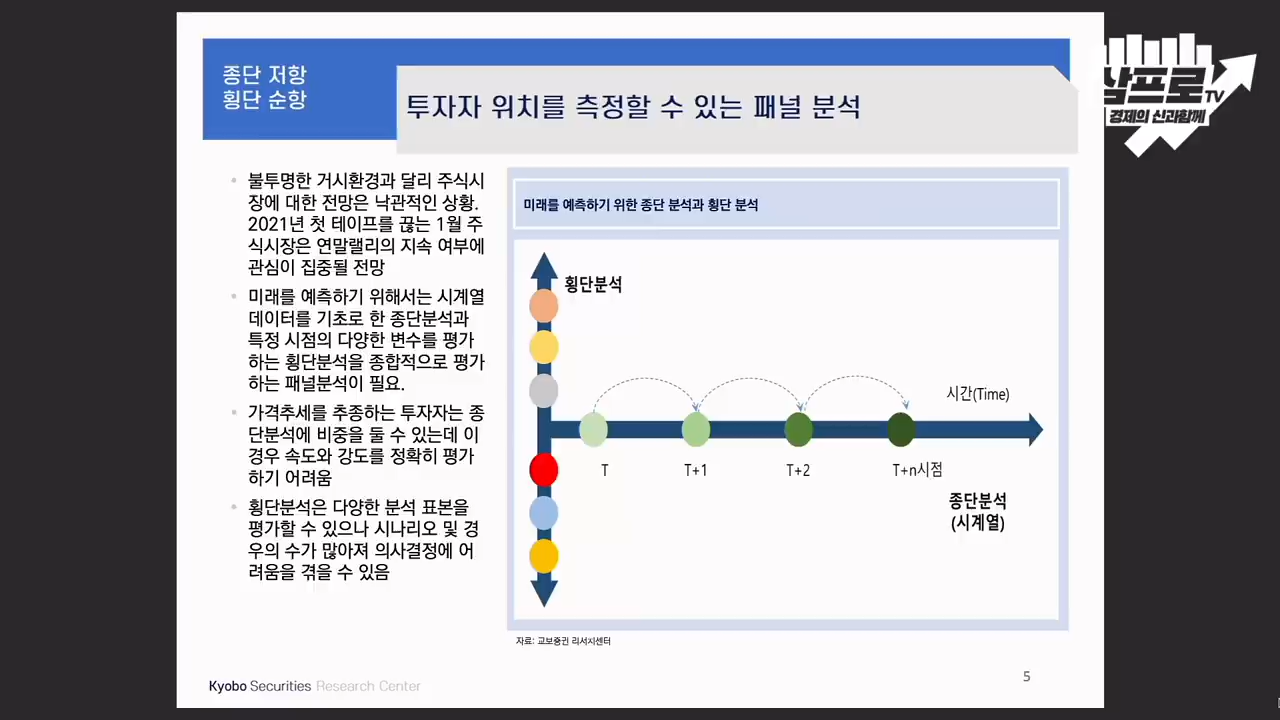 종단 저항
횡단 순항
투자자 위치를 측정할 수 있는 패널 분석
삼프로TV
경제의 신과함께
• 불투명한 거시환경과 달리 주식시
장에 대한 전망은 낙관적인 상황.
2021년 첫 테이프를 끊는 1월 주
식시장은 연말랠리의 지속 여부에
관심이 집중될 전망
• 미래를 예측하기 위해서는 시계열
데이터를 기초로 한 종단분석과
특정 시점의 다양한 변수를 평가
하는 횡단분석을 종합적으로 평가
하는 패널분석이 필요.
• 가격추세를 추종하는 투자자는 종
단분석에 비중을 둘 수 있는데 이
경우 속도와 강도를 정확히 평가
하기 어려움
• 횡단분석은 다양한 분석 표본을
평가할 수 있으나 시나리오 및 경
우의 수가 많아져 의사결정에 어
려움을 겪을 수 있음
미래를 예측하기 위한 종단 분석과 횡단 분석
횡단분석
시간(Time)
T
T+1
T+2
T+n시점
종단분석
(시계열)
자료: 교보증권 리서치센터
Kyobo Securities Research Center
5